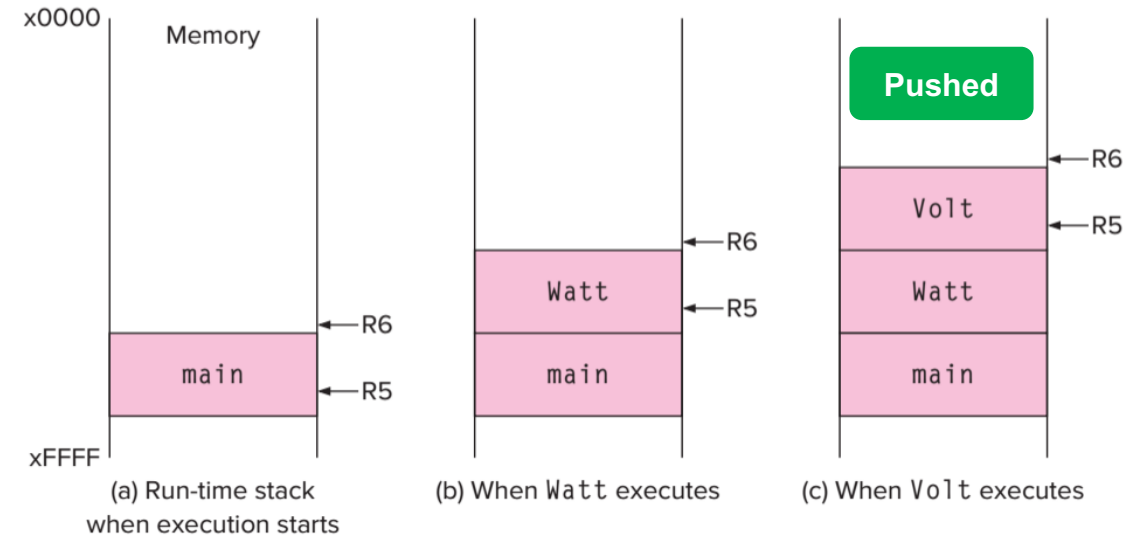 x0000
Memory
R6
main
R5
xFFFF
(a) Run-time stack
when execution starts
R6
Watt
R5
main
(b) When Watt executes
Pushed
R6
Volt
R5
Watt
main
(c) When Volt executes